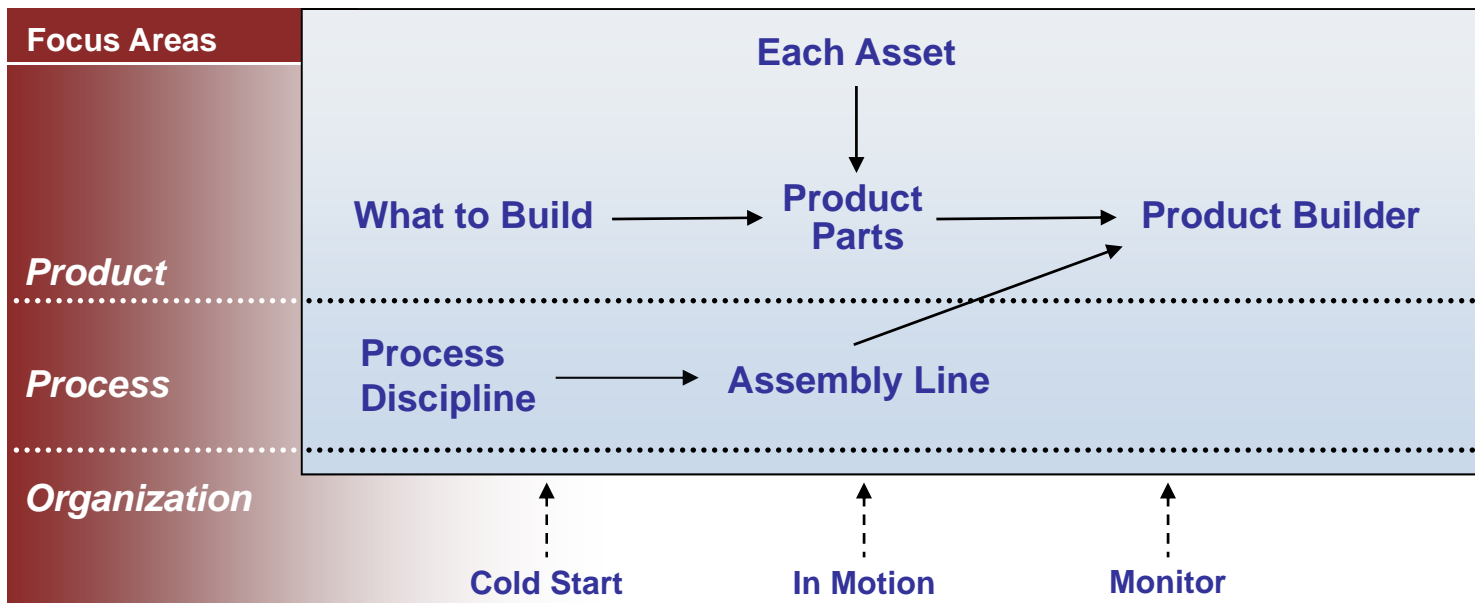 Focus Areas
Each Asset
What to Build
Product
Parts
Product Builder
Product
Process
Discipline
Process
Assembly Line
Organization
Cold Start
In Motion
Monitor